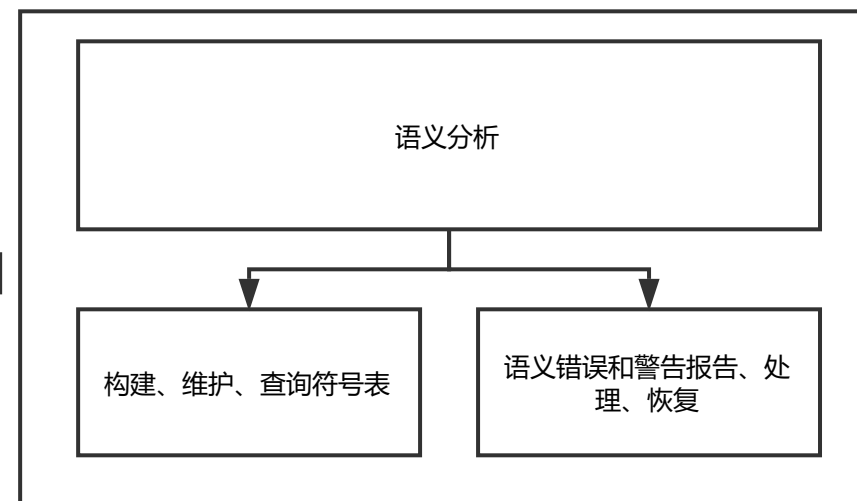 语义分析
构建、维护、查询符号表
语义错误和警告报告、处
理、恢复